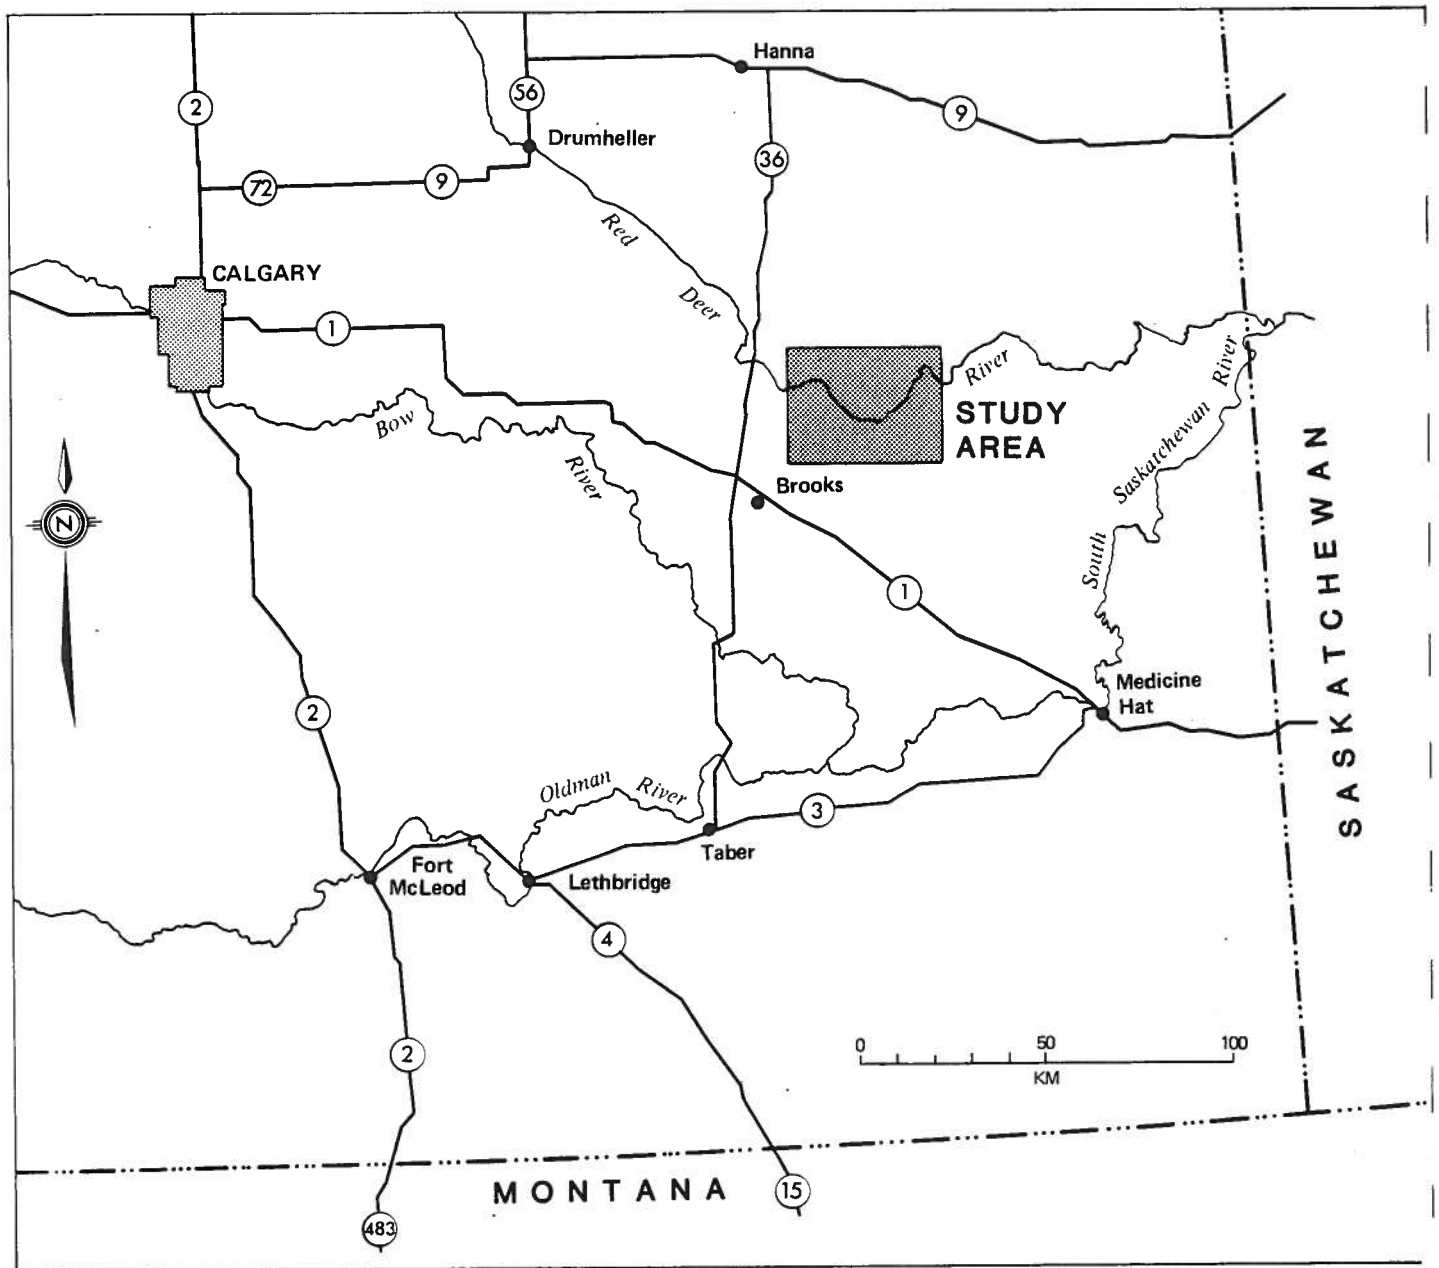 Hanna
2
56
9
Drumheller
36
72
9
Red
CALGARY
Deer
1
River
River
STUDY
AREA
Bow
Saskatchewan
River
Brooks
N
South
1
SASKATCHEWAN
Medicine
Hat
2
Oldman
River
3
Taber
Fort
McLeod
Lethbridge
4
0 50 100
KM
2
MONTANA
15
483